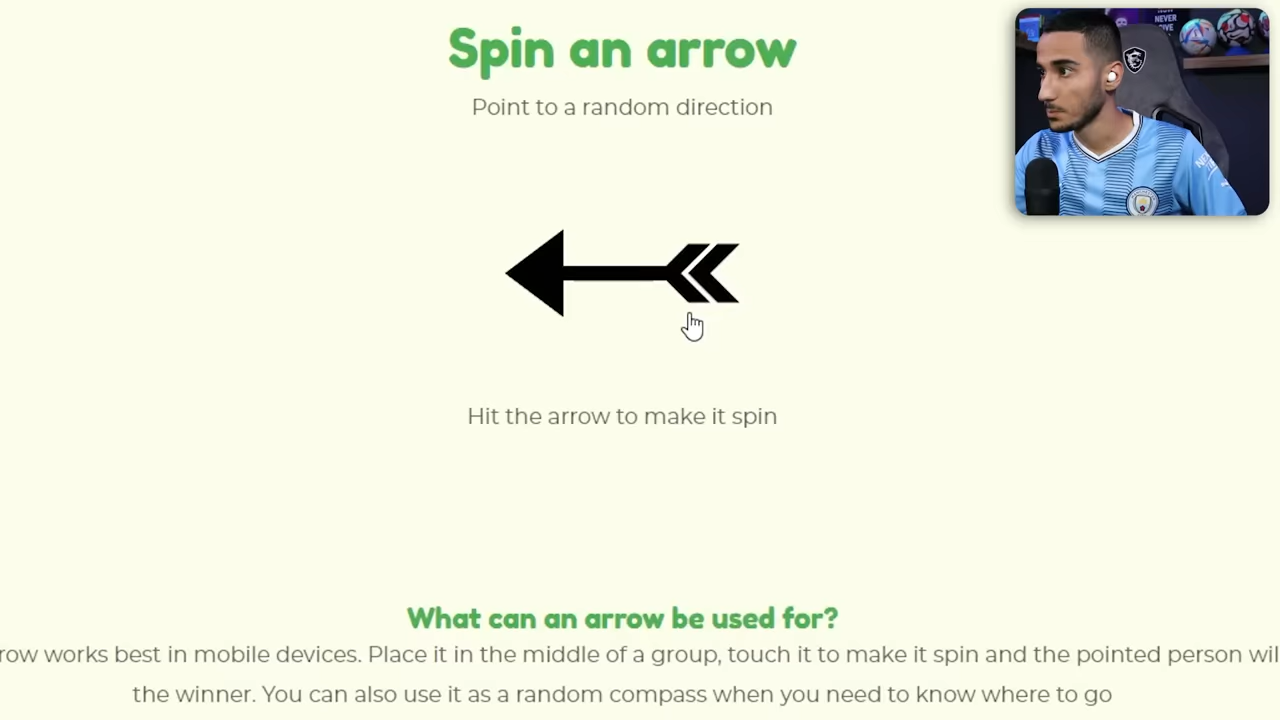 Spin an arrow
Point to a random direction
NEVER
Hit the arrow to make it spin
What can an arrow be used for?
row works best in mobile devices. Place it in the middle of a group, touch it to make it spin and the pointed person wil
the winner. You can also use it as a random compass when you need to know where to go